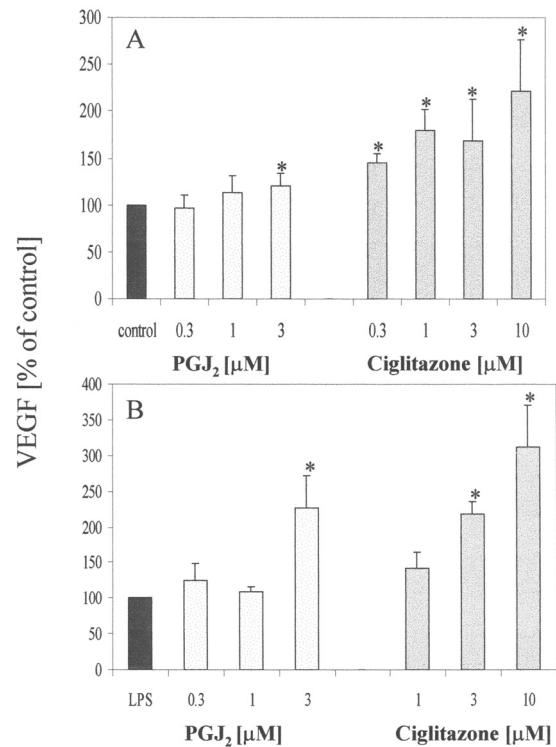 VEGF [% of control]
A
300
250
200
150
100
50
0
* * * * *
control 0.3 1 3 0.3 1 3 10
PGJ₂ [µM] Ciglitazone [µM]
B
400
350
300
250
200
150
100
50
0
* * *
LPS 0.3 1 3 1 3 10
PGJ₂ [µM] Ciglitazone [µM]